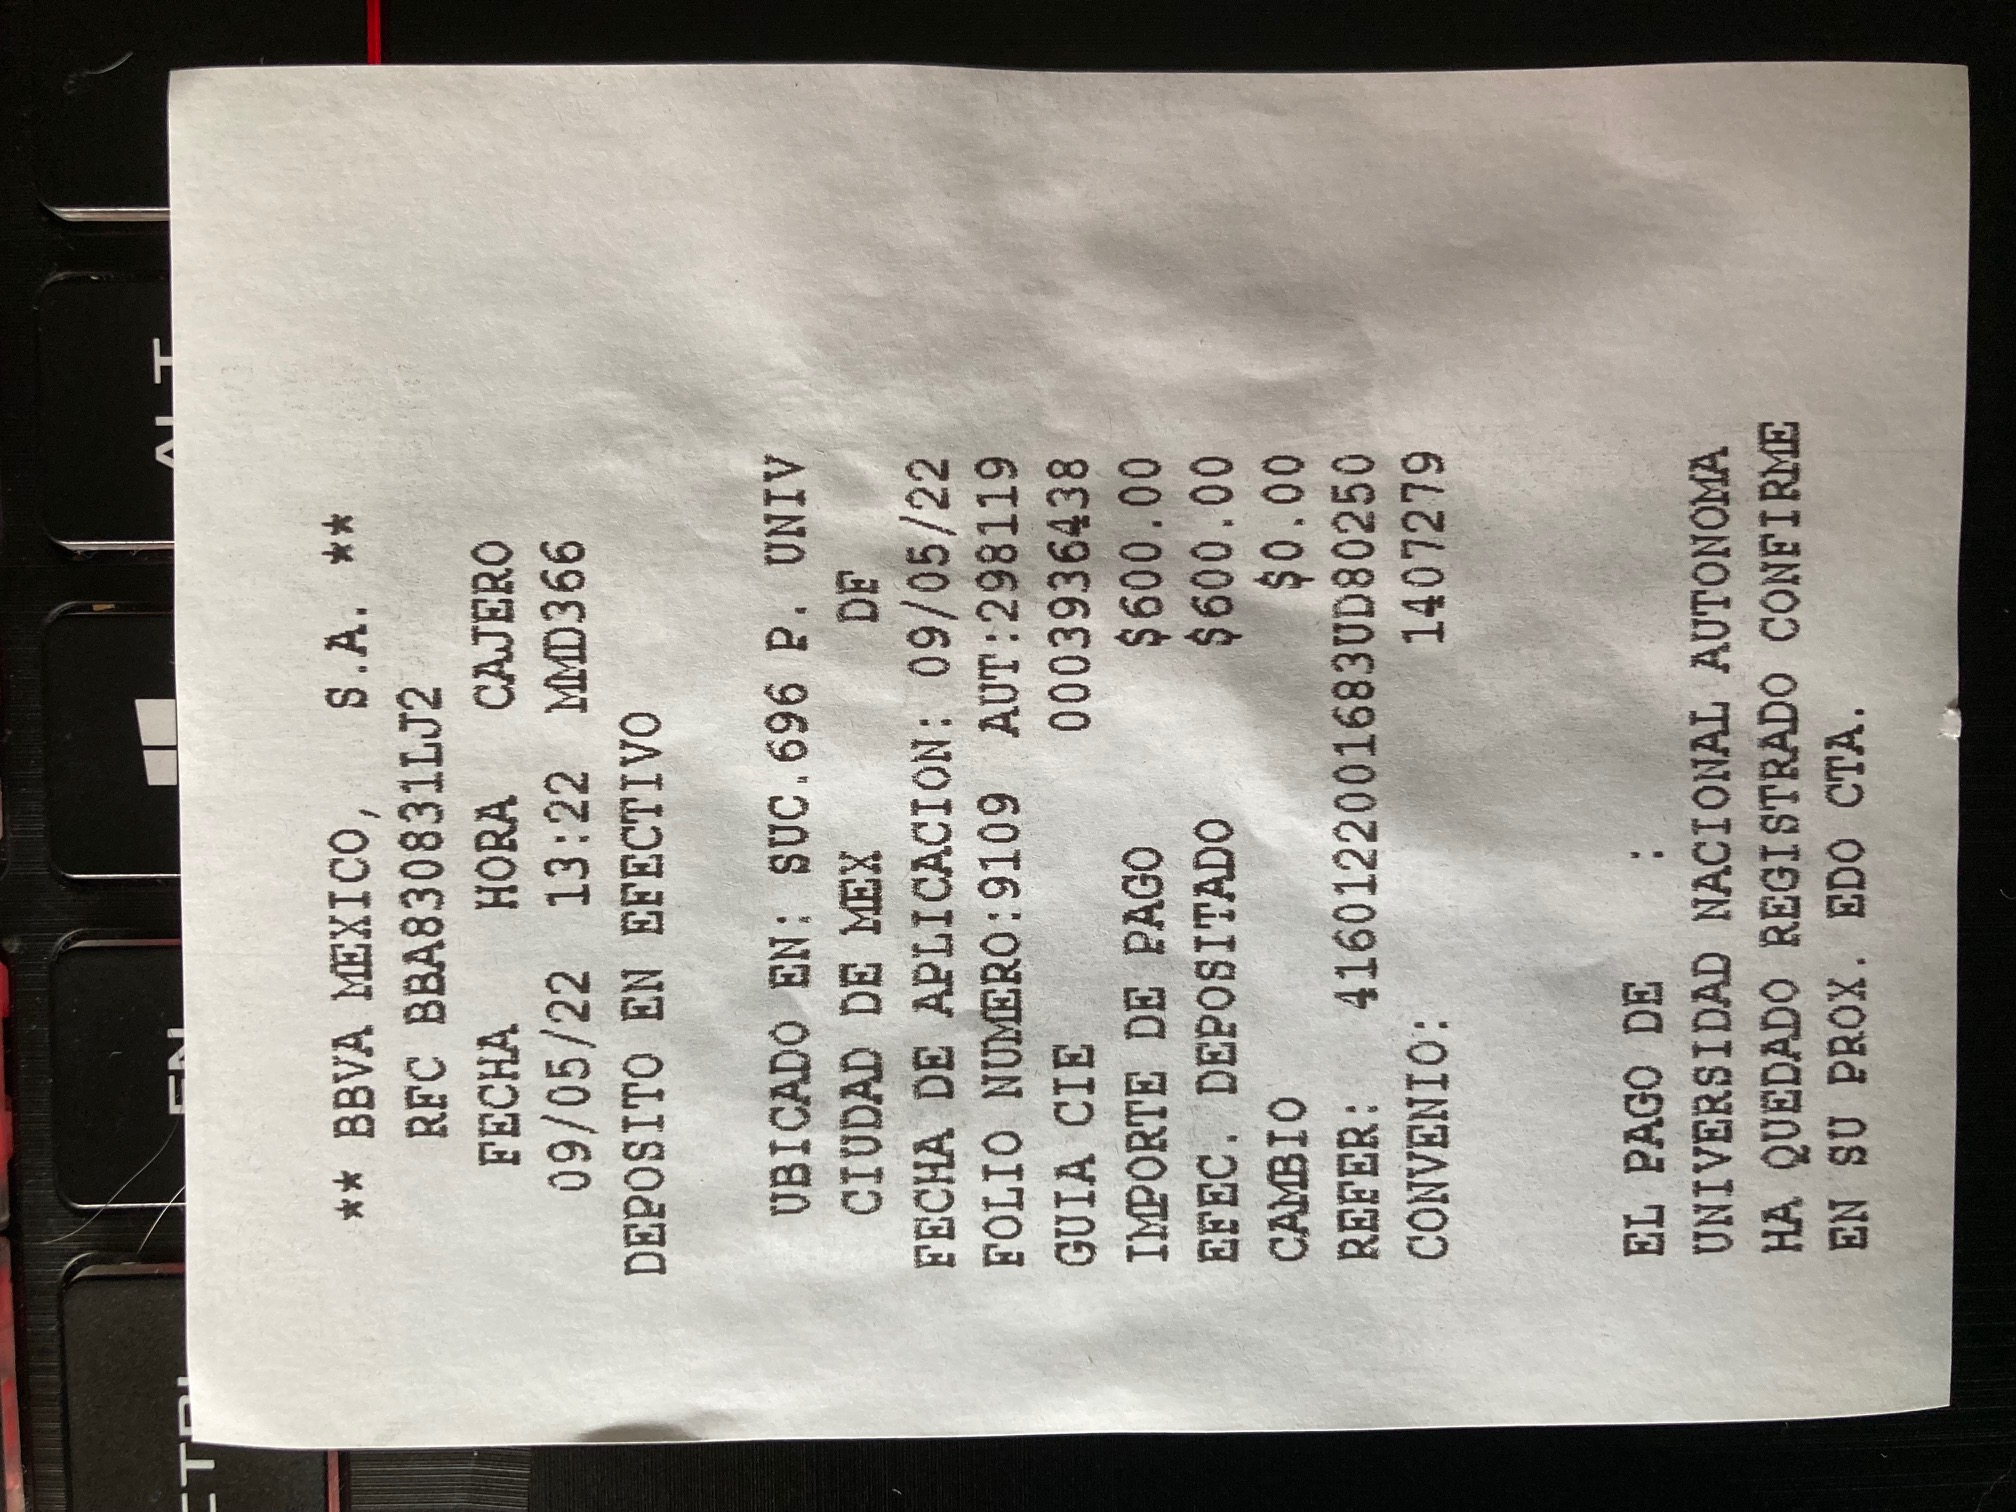 CTRL
FN
ALT
** BBVA MEXICO, S.A. **
RFC BBA830831LJ2
FECHA HORA CAJERO
09/05/22 13:22 MMD366
DEPOSITO EN EFECTIVO
UBICADO EN: SUC.696 P. UNIV
CIUDAD DE MEX DF
FECHA DE APLICACION: 09/05/22
FOLIO NUMERO:9109 AUT:298119
GUIA CIE 0003936438
IMPORTE DE PAGO $600.00
EFEC. DEPOSITADO $600.00
CAMBIO $0.00
REFER: 4160122001683UD80250
CONVENIO: 1407279
EL PAGO DE :
UNIVERSIDAD NACIONAL AUTONOMA
HA QUEDADO REGISTRADO CONFIRME
EN SU PROX. EDO CTA.